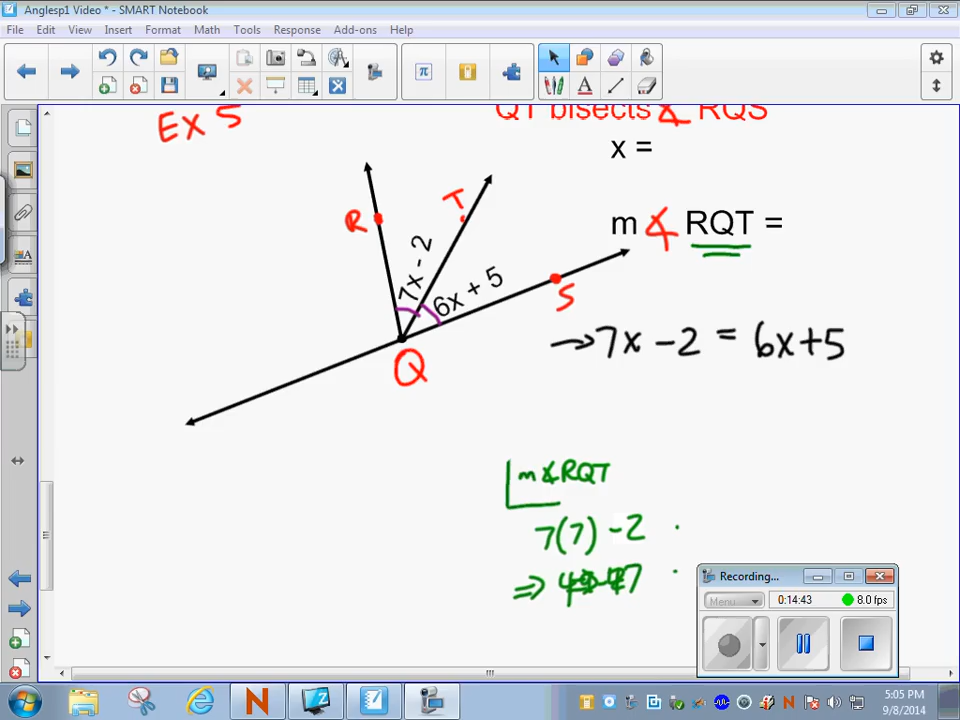 Anglesp1 Video * - SMART Notebook
File Edit View Insert Format Math Tools Response Add-ons Help
Ex 5
QT bisects ∡ RQS
x =
R
T
m ∡ RQT =
7x - 2
6x + 5
S
→ 7x - 2 = 6x + 5
Q
m∡RQT
7(7) - 2
⇒
Recording...
Menu
0:14:43
8.0 fps
5:05 PM
9/8/2014